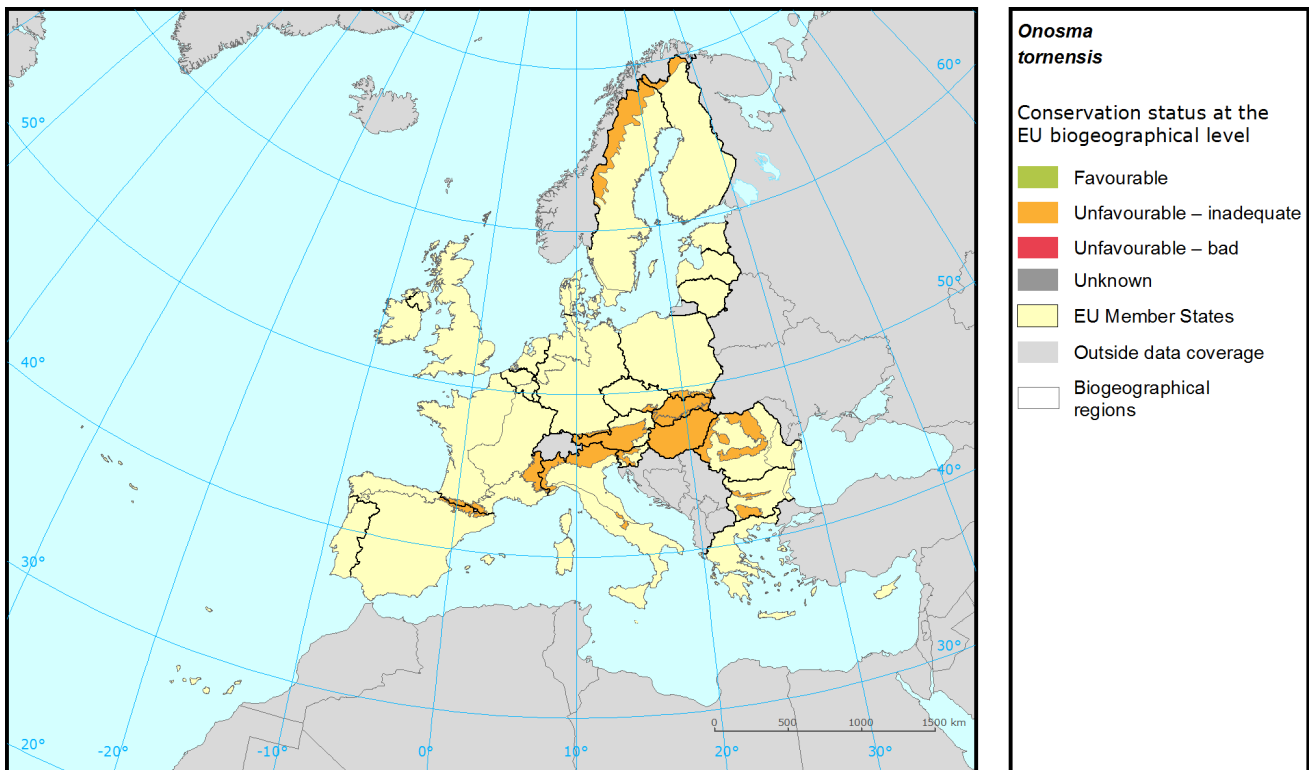 60°
50°
50°
40°
40°
30°
30°
20°
-20°
-10°
0°
10°
20°
30°
0 500 1000 1500 km
Onosma
tornensis
Conservation status at the
EU biogeographical level
Favourable
Unfavourable – inadequate
Unfavourable – bad
Unknown
EU Member States
Outside data coverage
Biogeographical
regions